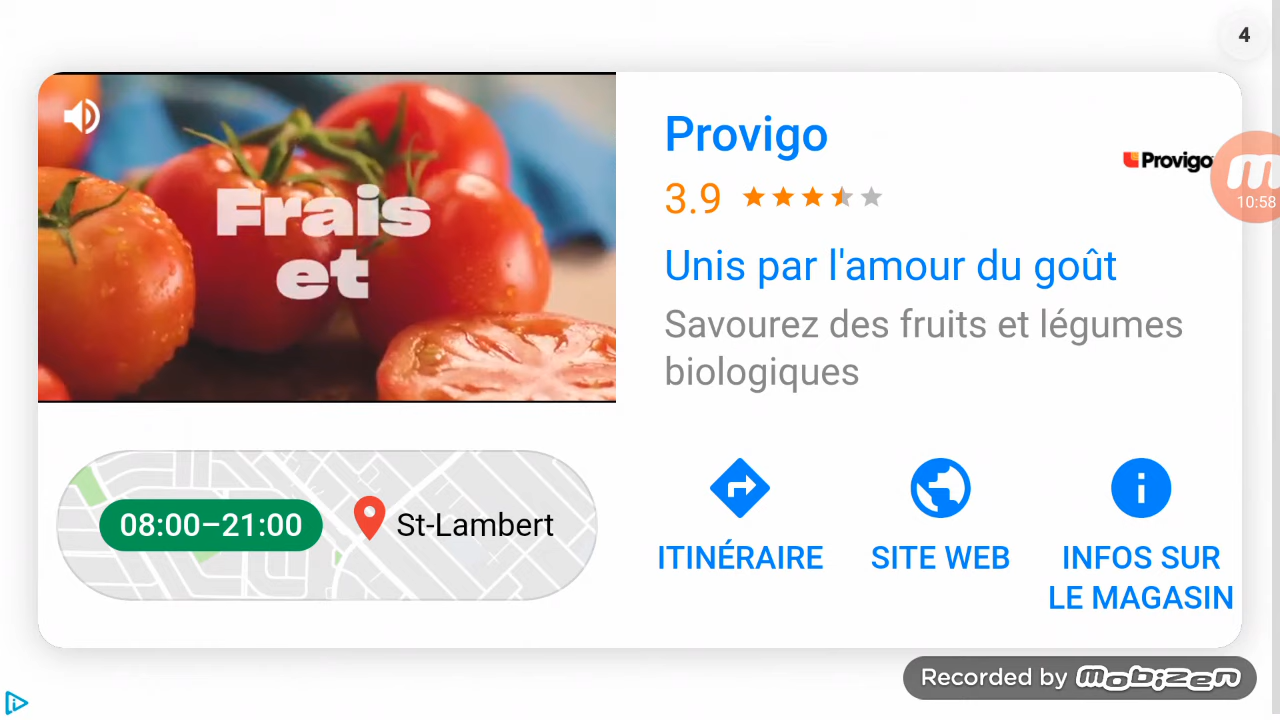 4
Frais
et
Provigo
Provigo
10:58
3.9
Unis par l'amour du goût
Savourez des fruits et légumes
biologiques
08:00–21:00
St-Lambert
ITINÉRAIRE
SITE WEB
INFOS SUR
LE MAGASIN
Recorded by mobizen